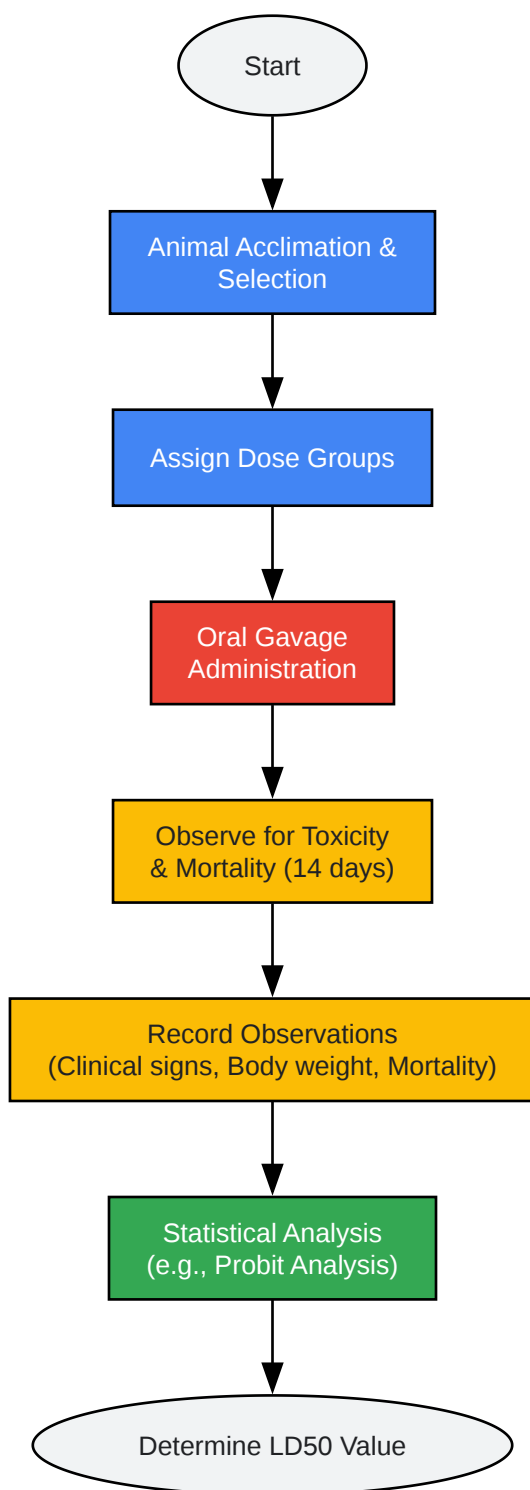 Start
Animal Acclimation &
Selection
Assign Dose Groups
Oral Gavage
Administration
Observe for Toxicity
& Mortality (14 days)
Record Observations
(Clinical signs, Body weight, Mortality)
Statistical Analysis
(e.g., Probit Analysis)
Determine LD50 Value